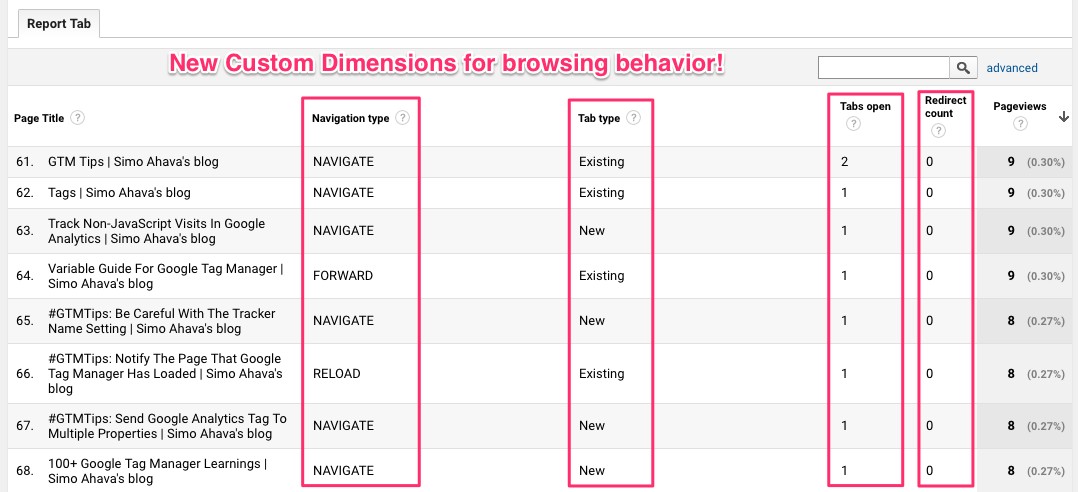 Report Tab
New Custom Dimensions for browsing behavior!
advanced
Page Title ?
Navigation type ?
Tab type ?
Tabs open
?
Redirect
count
?
Pageviews
?
61. GTM Tips | Simo Ahava's blog NAVIGATE Existing 2 0 9 (0.30%)
62. Tags | Simo Ahava's blog NAVIGATE Existing 1 0 9 (0.30%)
63. Track Non-JavaScript Visits In Google
Analytics | Simo Ahava's blog NAVIGATE New 1 0 9 (0.30%)
64. Variable Guide For Google Tag Manager |
Simo Ahava's blog FORWARD Existing 1 0 9 (0.30%)
65. #GTMTips: Be Careful With The Tracker
Name Setting | Simo Ahava's blog NAVIGATE New 1 0 8 (0.27%)
66. #GTMTips: Notify The Page That Google
Tag Manager Has Loaded | Simo Ahava's
blog RELOAD Existing 1 0 8 (0.27%)
67. #GTMTips: Send Google Analytics Tag To
Multiple Properties | Simo Ahava's blog NAVIGATE New 1 0 8 (0.27%)
68. 100+ Google Tag Manager Learnings |
Simo Ahava's blog NAVIGATE New 1 0 8 (0.27%)